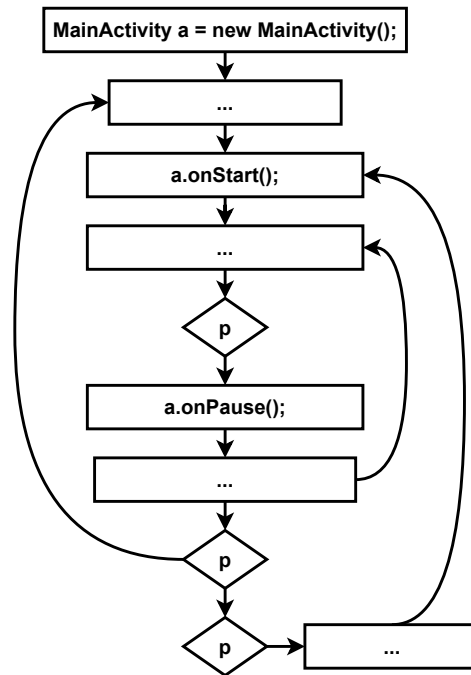 MainActivity a = new MainActivity();
...
a.onStart();
...
p
a.onPause();
...
p
p
...